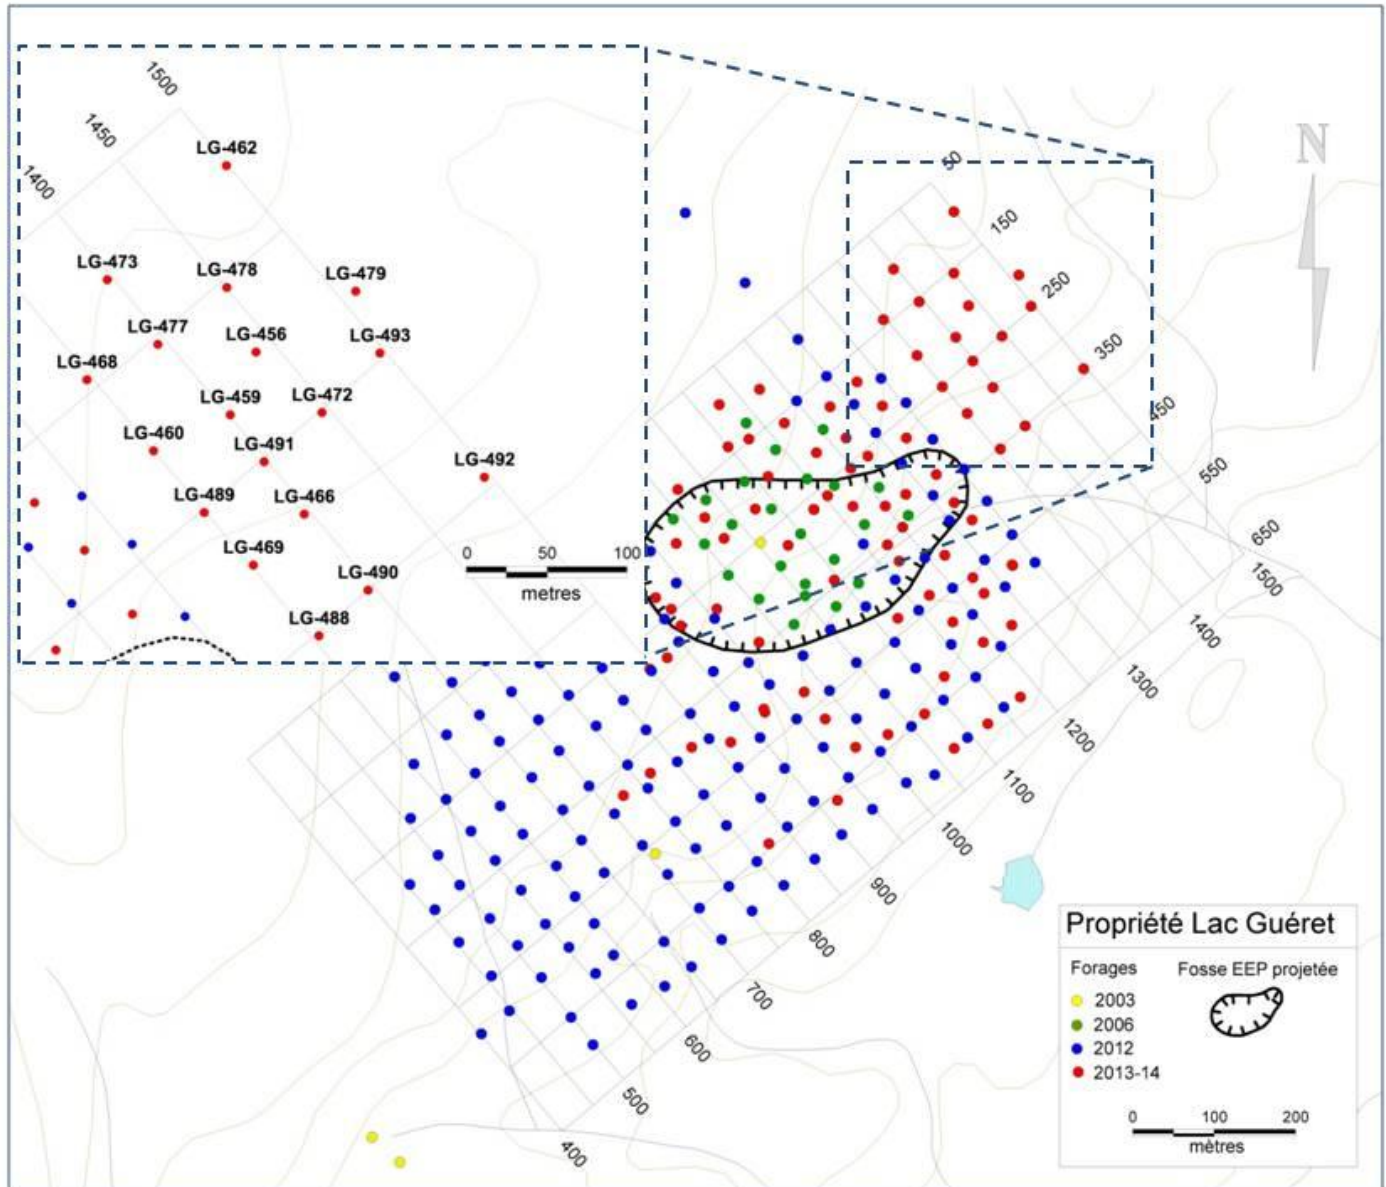 1500
1450
1400
LG-462
LG-473
LG-478
LG-479
LG-477
LG-456
LG-493
LG-468
LG-459
LG-472
LG-460
LG-491
LG-492
LG-489
LG-466
LG-469
LG-490
LG-488
0 50 100
metres
N
50
150
250
350
450
550
650
1500
1400
1300
1200
1100
1000
900
800
700
600
500
400
Propriété Lac Guéret
Forages Fosse EEP projetée
2003
2006
2012
2013-14
0 100 200
mètres